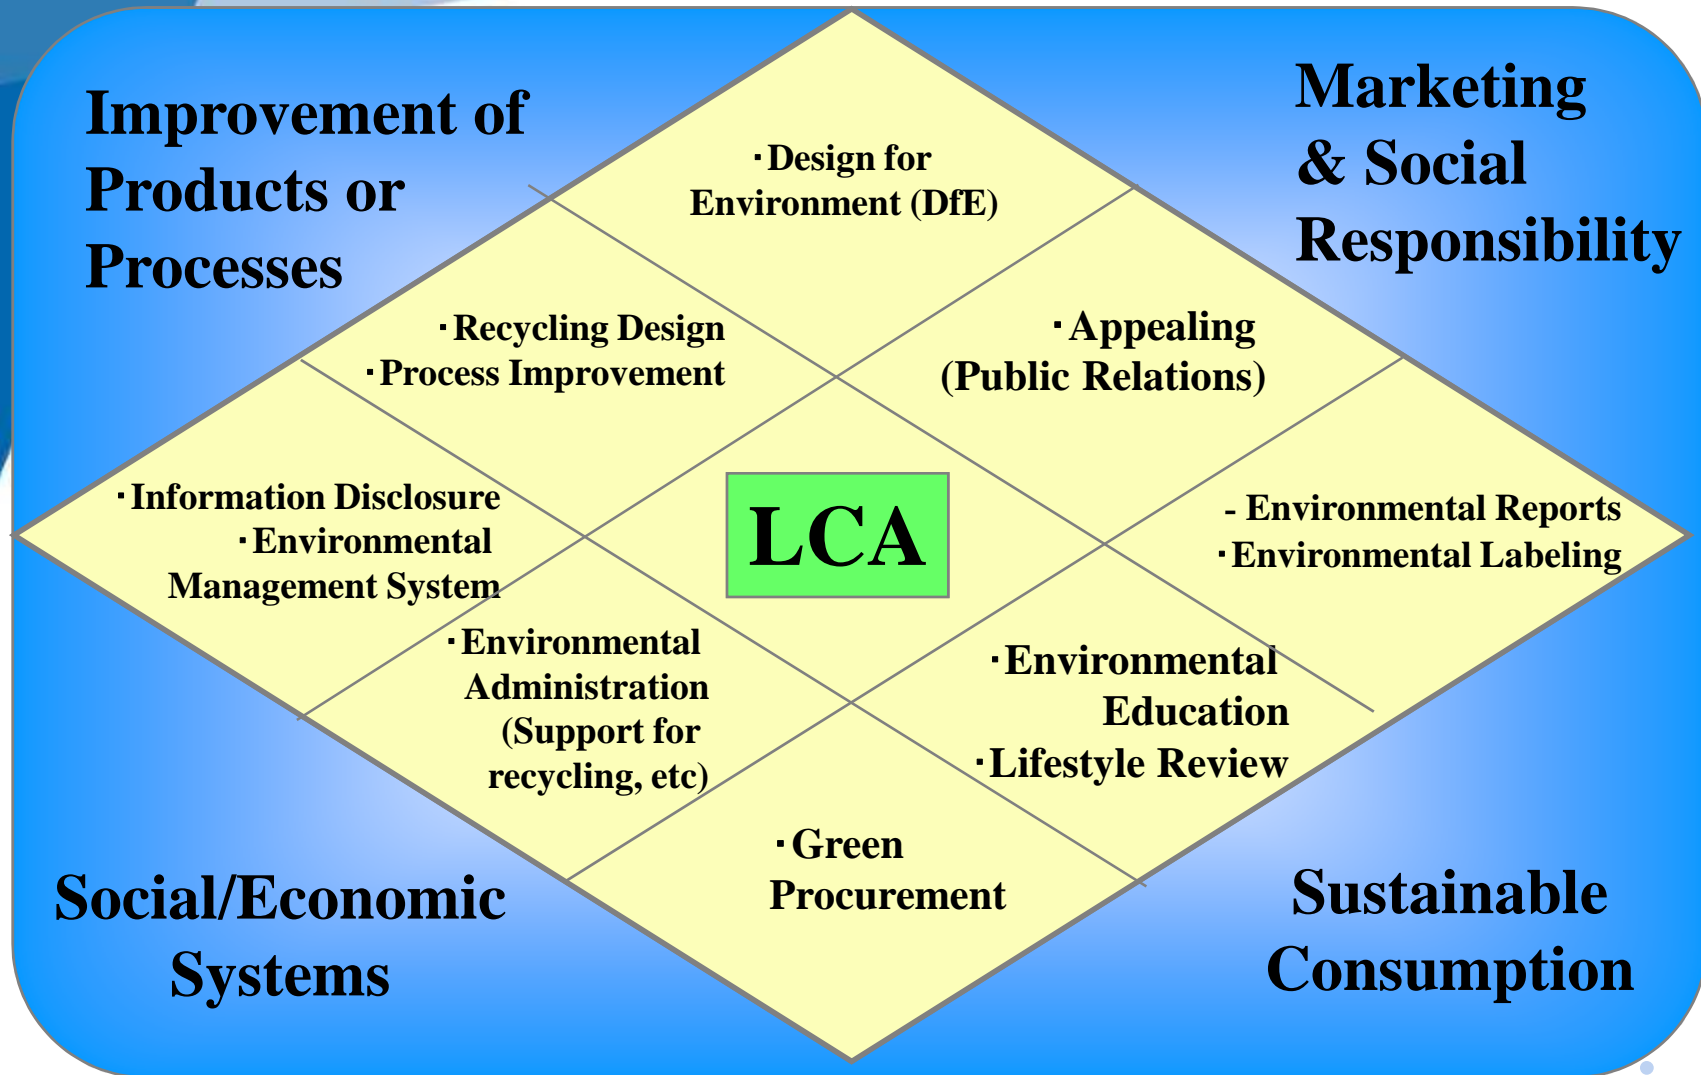 Improvement of
Products or
Processes
Marketing
& Social
Responsibility
·Design for
Environment (DfE)
·Recycling Design
·Process Improvement
·Appealing
(Public Relations)
·Information Disclosure
·Environmental
Management System
LCA
- Environmental Reports
·Environmental Labeling
·Environmental
Administration
(Support for
recycling, etc)
·Environmental
Education
·Lifestyle Review
·Green
Procurement
Social/Economic
Systems
Sustainable
Consumption